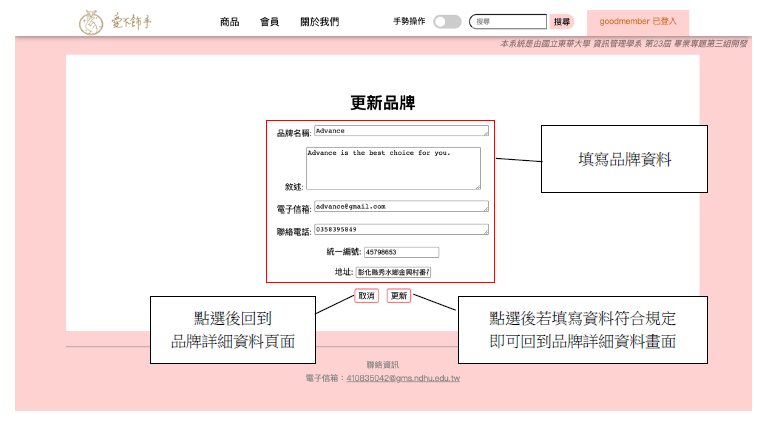 愛不飾手
商品 會員 關於我們 手勢操作 搜尋 搜尋 goodmember 已登入
本系統是由國立東華大學 資訊管理學系 第23屆 畢業專題第三組開發
更新品牌
品牌名稱: Advance
填寫品牌資料
敘述: Advance is the best choice for you.
電子信箱: advance@gmail.com
聯絡電話: 0358395849
統一編號: 45798653
地址: 彰化縣秀水鄉金興村番
取消 更新
點選後回到
品牌詳細資料頁面
點選後若填寫資料符合規定
即可回到品牌詳細資料畫面
聯絡資訊
電子信箱：410835042@gms.ndhu.edu.tw